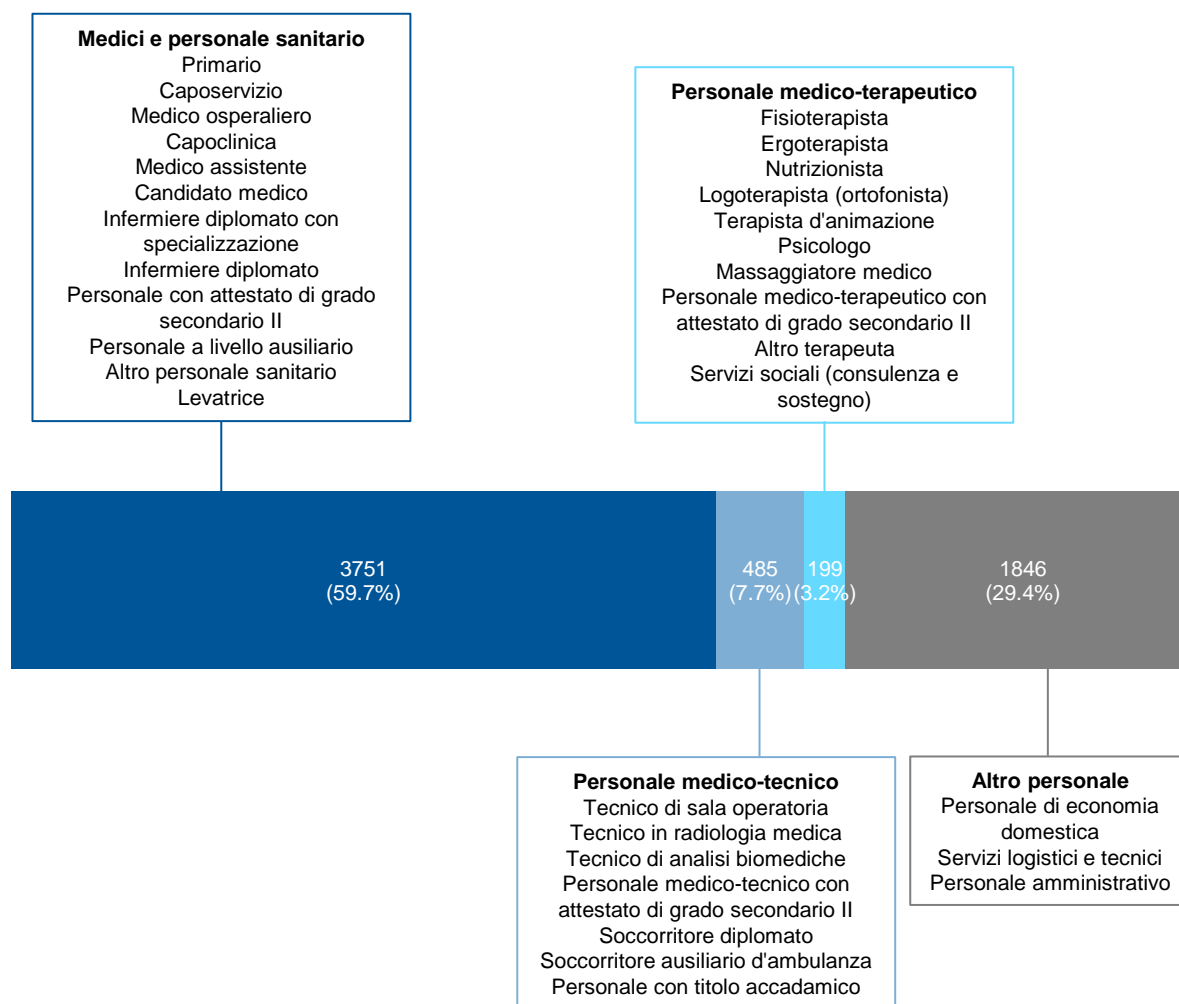 Medici e personale sanitario
Primario
Caposervizio
Medico osperaliero
Capoclinica
Medico assistente
Candidato medico
Infermiere diplomato con
specializzazione
Infermiere diplomato
Personale con attestato di grado
secondario II
Personale a livello ausiliario
Altro personale sanitario
Levatrice
Personale medico-terapeutico
Fisioterapista
Ergoterapista
Nutrizionista
Logoterapista (ortofonista)
Terapista d'animazione
Psicologo
Massaggiatore medico
Personale medico-terapeutico con
attestato di grado secondario II
Altro terapeuta
Servizi sociali (consulenza e
sostegno)
3751
(59.7%)
485
(7.7%)
199
(3.2%)
1846
(29.4%)
Personale medico-tecnico
Tecnico di sala operatoria
Tecnico in radiologia medica
Tecnico di analisi biomediche
Personale medico-tecnico con
attestato di grado secondario II
Soccorritore diplomato
Soccorritore ausiliario d'ambulanza
Personale con titolo accadamico
Altro personale
Personale di economia
domestica
Servizi logistici e tecnici
Personale amministrativo